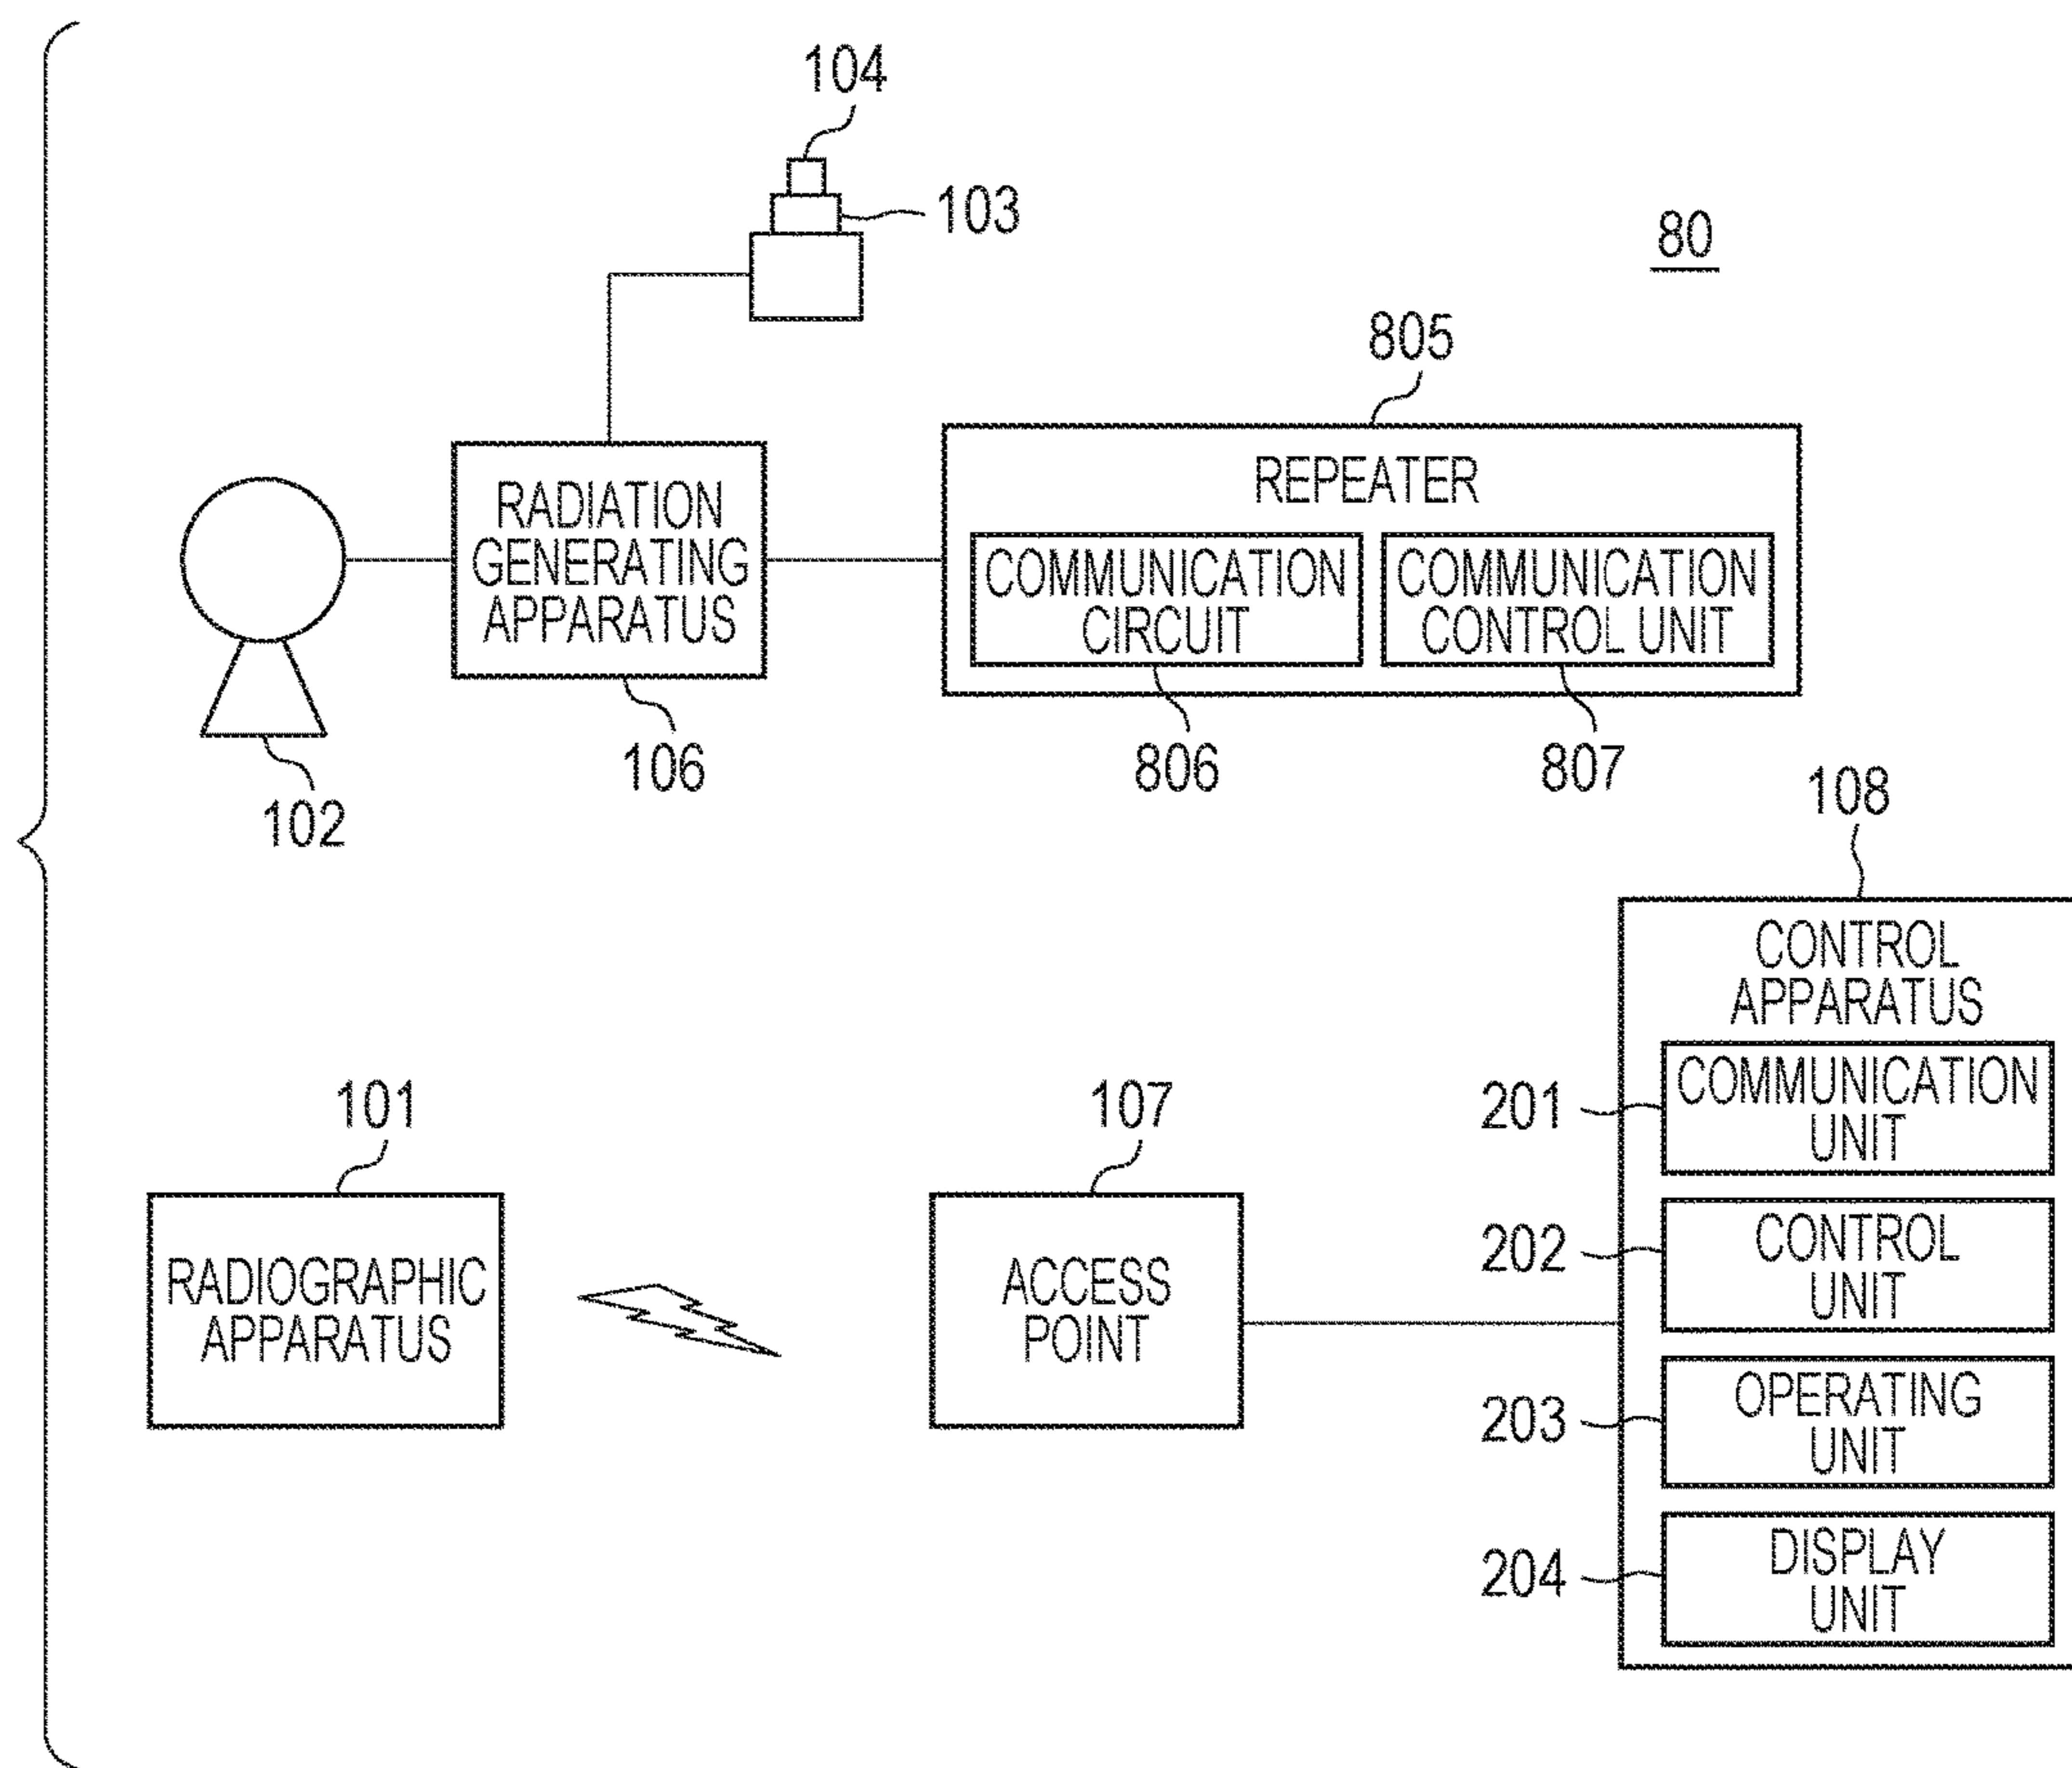 104
103
80
805
RADIATION
GENERATING
APPARATUS
REPEATER
COMMUNICATION
CIRCUIT
COMMUNICATION
CONTROL UNIT
102
106
806
807
108
CONTROL
APPARATUS
201
COMMUNICATION
UNIT
101
107
RADIOGRAPHIC
APPARATUS
ACCESS
POINT
202
CONTROL
UNIT
203
OPERATING
UNIT
204
DISPLAY
UNIT